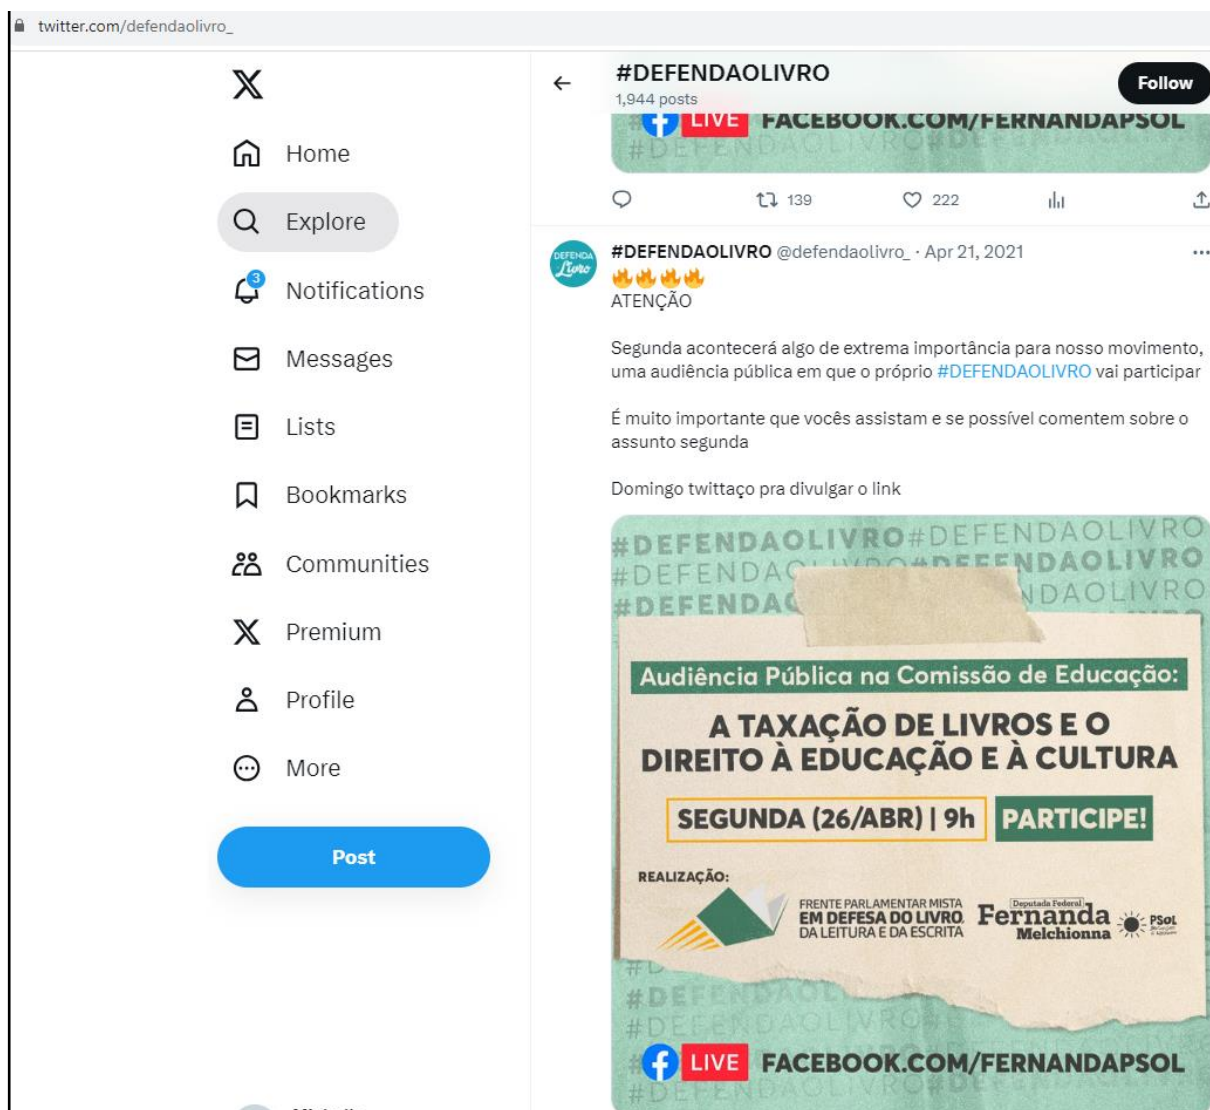 twitter.com/defendaolivro_
#DEFENDAOLIVRO
1,944 posts
Follow
Home
Explore
3
Notifications
Messages
Lists
Bookmarks
Communities
Premium
Profile
More
Post
LIVE FACEBOOK.COM/FERNANDAPSOL
139 222
DEFENDA
Livro
#DEFENDAOLIVRO @defendaolivro_ · Apr 21, 2021
🔥🔥🔥🔥
ATENÇÃO
Segunda acontecerá algo de extrema importância para nosso movimento,
uma audiência pública em que o próprio #DEFENDAOLIVRO vai participar
É muito importante que vocês assistam e se possível comentem sobre o
assunto segunda
Domingo twittaço pra divulgar o link
#DEFENDAOLIVRO#DEFENDAOLIVRO
Audiência Pública na Comissão de Educação:
A TAXAÇÃO DE LIVROS E O
DIREITO À EDUCAÇÃO E À CULTURA
SEGUNDA (26/ABR) | 9h PARTICIPE!
REALIZAÇÃO:
FRENTE PARLAMENTAR MISTA
EM DEFESA DO LIVRO,
DA LEITURA E DA ESCRITA
Deputada Federal
Fernanda
Melchionna
PSOL
LIVE FACEBOOK.COM/FERNANDAPSOL